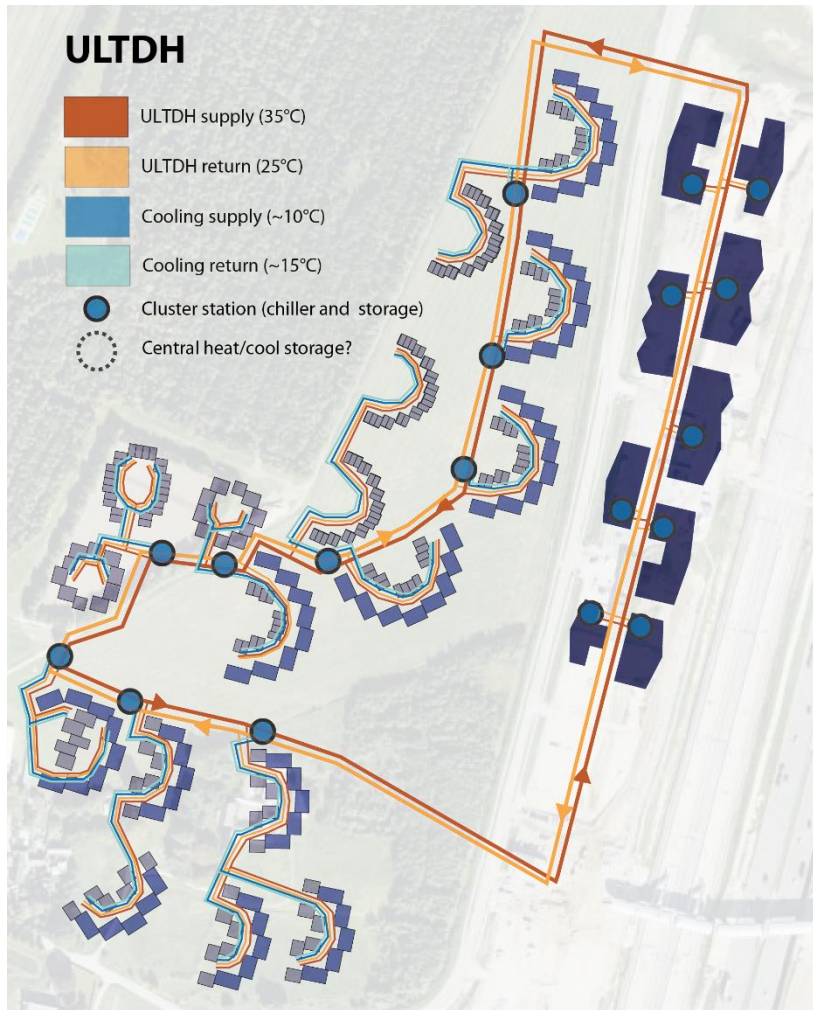 ULTDH
ULTDH supply (35°C)
ULTDH return (25°C)
Cooling supply (~10°C)
Cooling return (~15°C)
Cluster station (chiller and storage)
Central heat/cool storage?